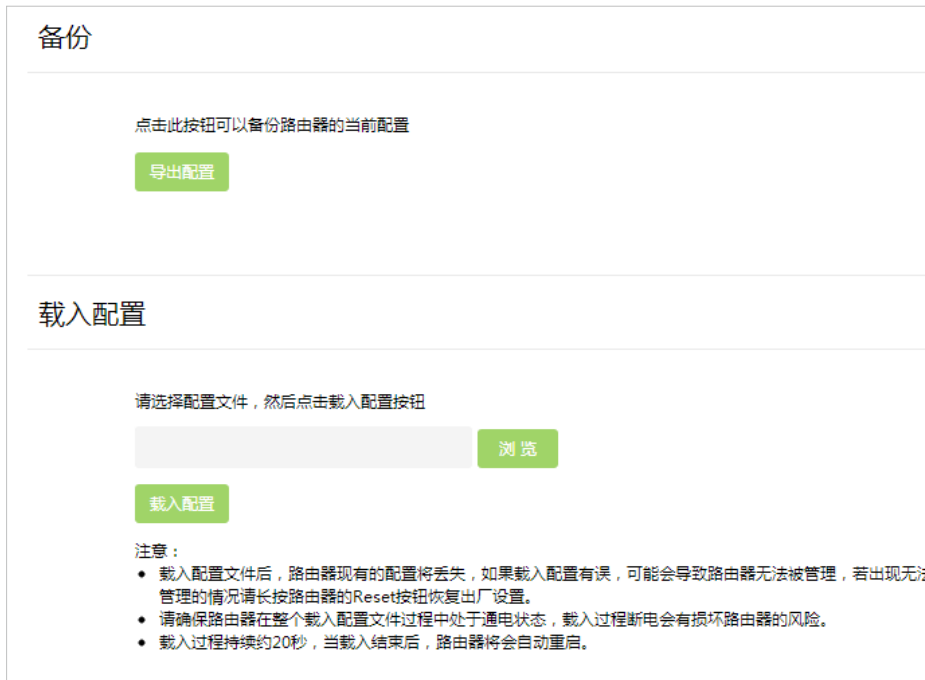 备份
点击此按钮可以备份路由器的当前配置
导出配置
载入配置
请选择配置文件，然后点击载入配置按钮
浏 览
载入配置
注意：
• 载入配置文件后，路由器现有的配置将丢失，如果载入配置有误，可能会导致路由器无法被管理，若出现无法
管理的情况请长按路由器的Reset按钮恢复出厂设置。
• 请确保路由器在整个载入配置文件过程中处于通电状态，载入过程断电会有损坏路由器的风险。
• 载入过程持续约20秒，当载入结束后，路由器将会自动重启。